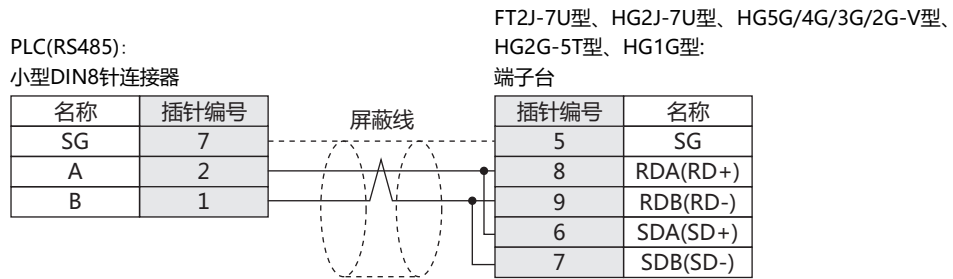 FT2J-7U型、HG2J-7U型、HG5G/4G/3G/2G-V型、
PLC(RS485)：
HG2G-5T型、HG1G型:
小型DIN8针连接器
端子台
名称 插针编号
屏蔽线
插针编号 名称
SG 7
5 SG
A 2
8 RDA(RD+)
B 1
9 RDB(RD-)
6 SDA(SD+)
7 SDB(SD-)